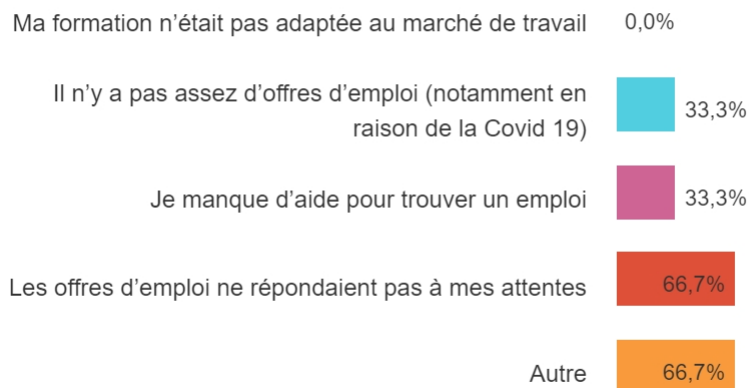 Ma formation n’était pas adaptée au marché de travail 0,0%
Il n’y a pas assez d’offres d’emploi (notamment en
raison de la Covid 19) 33,3%
Je manque d’aide pour trouver un emploi 33,3%
Les offres d’emploi ne répondaient pas à mes attentes 66,7%
Autre 66,7%